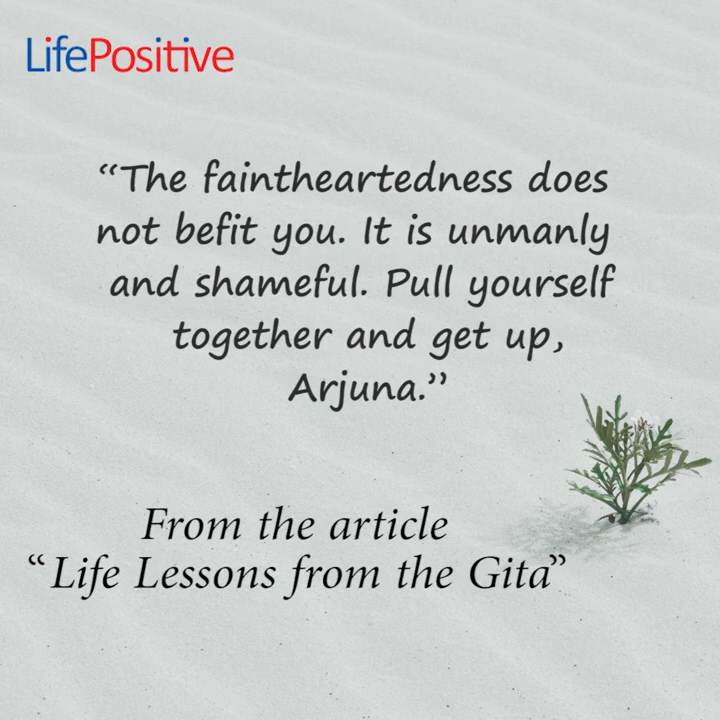 LifePositive
“The faintheartedness does
not befit you. It is unmanly
and shameful. Pull yourself
together and get up,
Arjuna.”
From the article
“Life Lessons from the Gita”